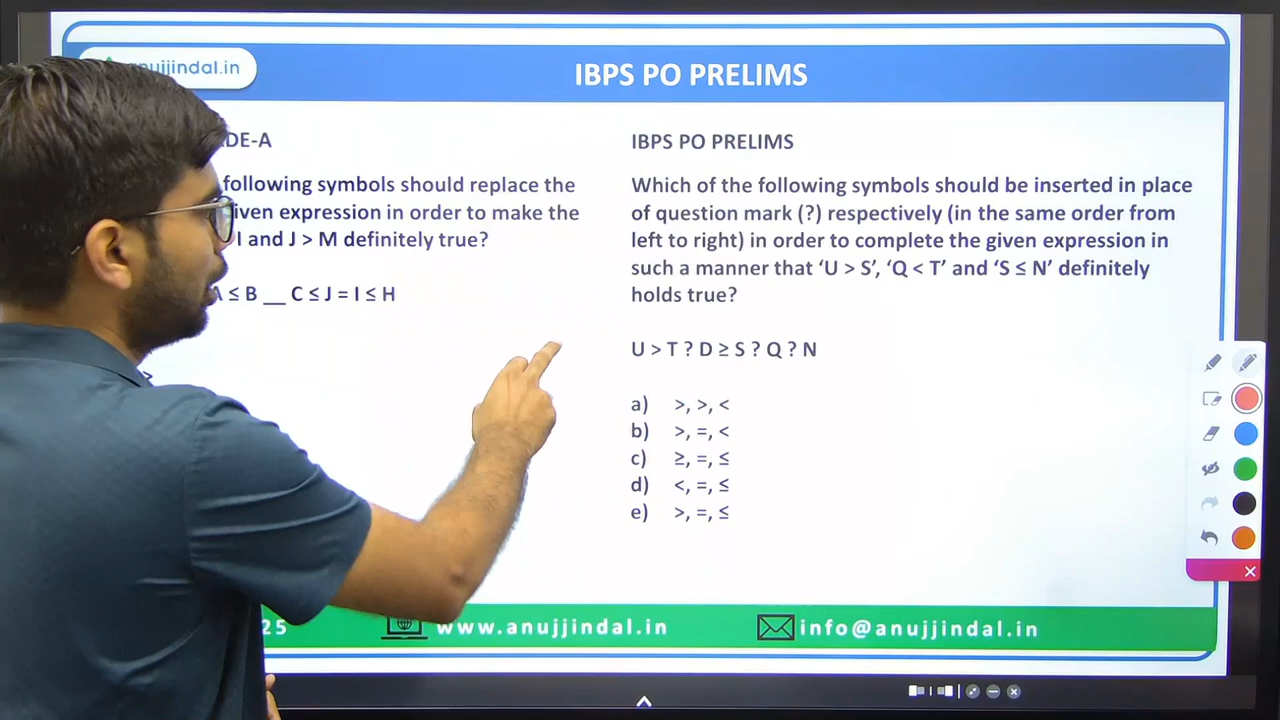 anujjindal.in
IBPS PO PRELIMS
DE-A
following symbols should replace the
given expression in order to make the
I and J > M definitely true?
A ≤ B __ C ≤ J = I ≤ H
IBPS PO PRELIMS
Which of the following symbols should be inserted in place
of question mark (?) respectively (in the same order from
left to right) in order to complete the given expression in
such a manner that ‘U > S’, ‘Q < T’ and ‘S ≤ N’ definitely
holds true?
U > T ? D ≥ S ? Q ? N
a) >, >, <
b) >, =, <
c) ≥, =, ≤
d) <, =, ≤
e) >, =, ≤
25
www.anujjindal.in
info@anujjindal.in